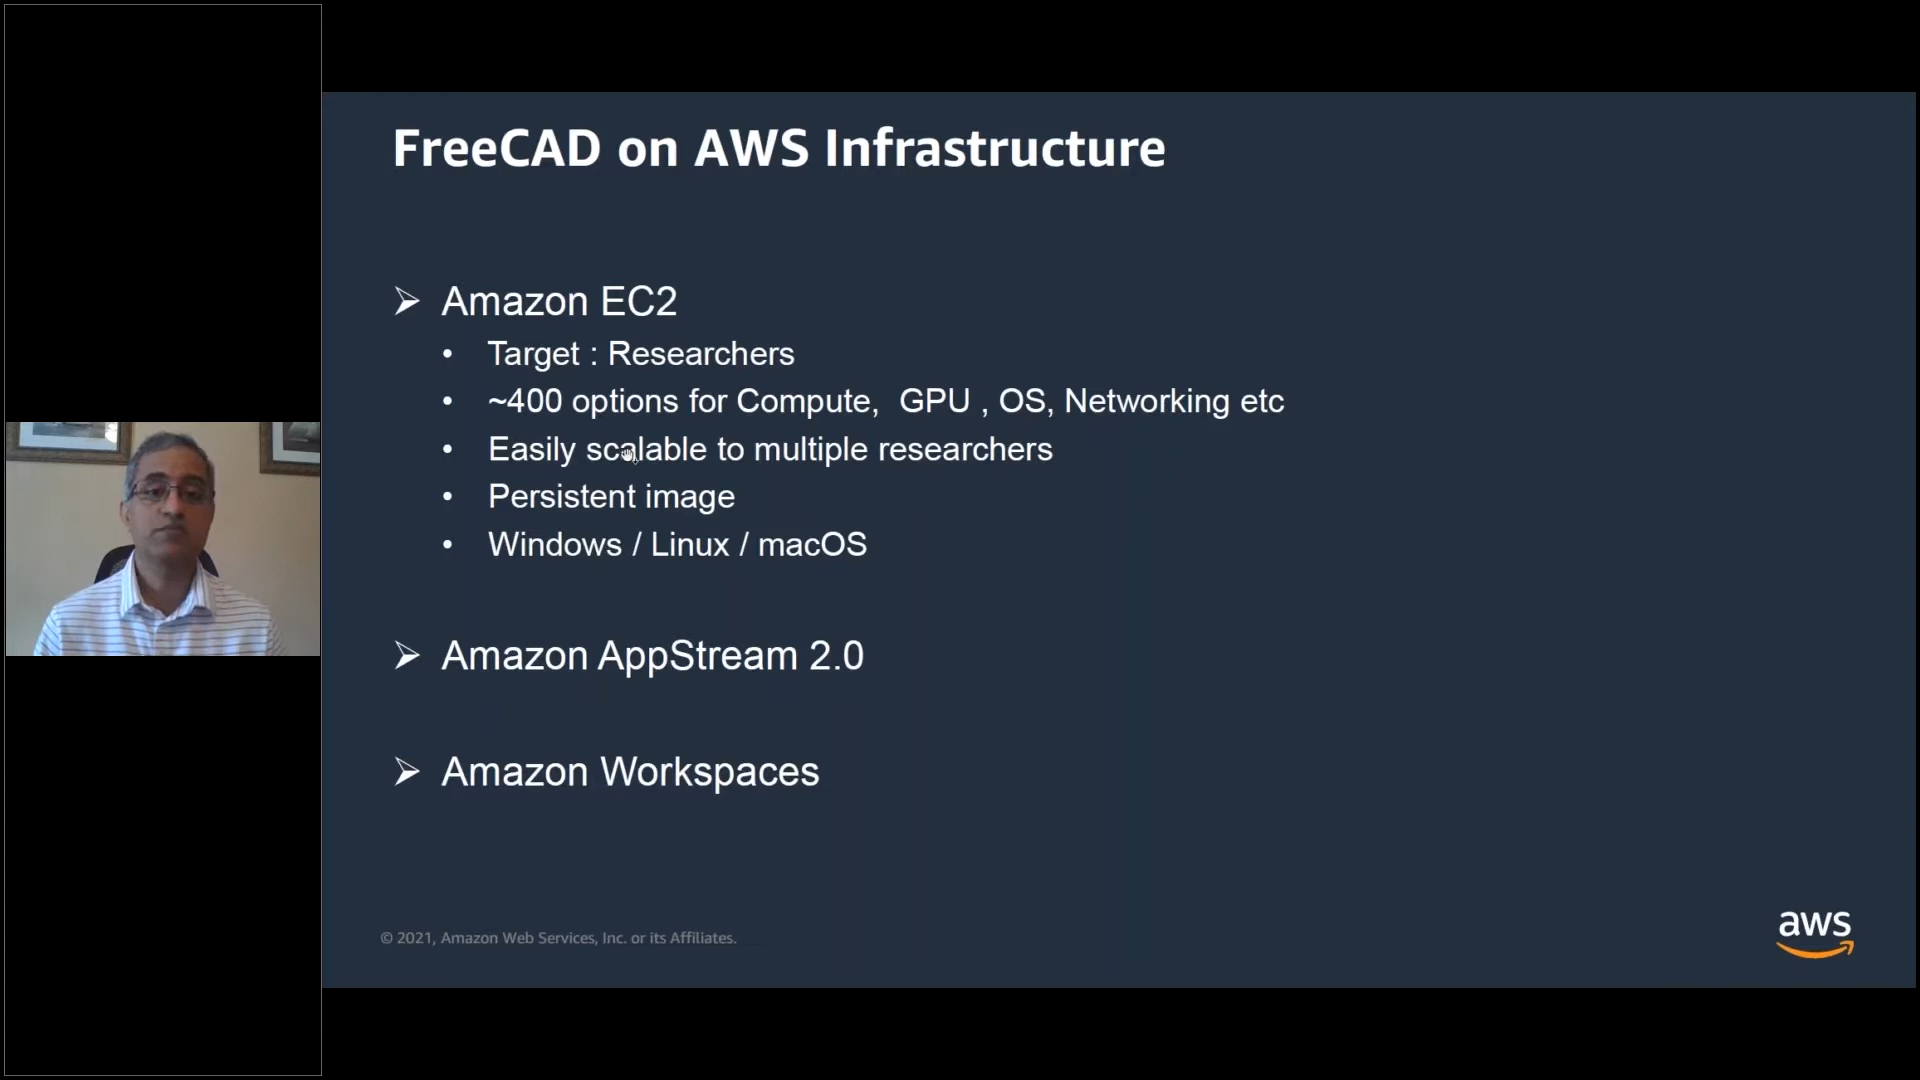 FreeCAD on AWS Infrastructure
➢ Amazon EC2
• Target : Researchers
• ~400 options for Compute,  GPU , OS, Networking etc
• Easily scalable to multiple researchers
• Persistent image
• Windows / Linux / macOS
➢ Amazon AppStream 2.0
➢ Amazon Workspaces
© 2021, Amazon Web Services, Inc. or its Affiliates.
aws